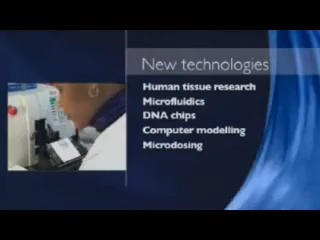 New technologies
Human tissue research
Microfluidics
DNA chips
Computer modelling
Microdosing